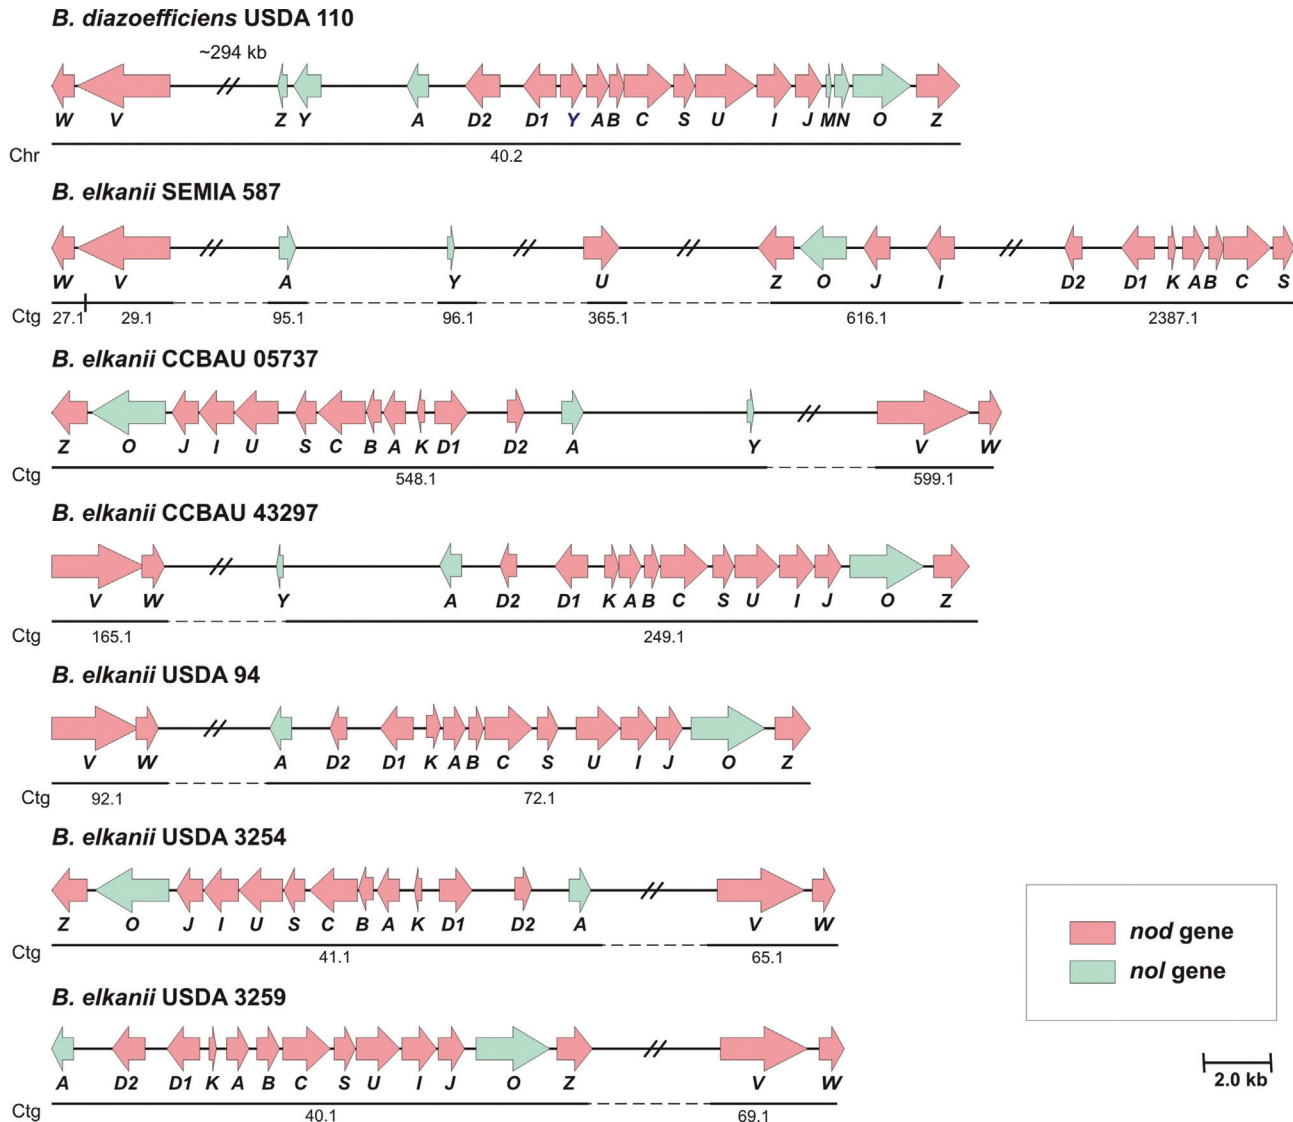 B. diazoefficiens USDA 110
~294 kb
W V Z Y A D2 D1 Y A B C S U I J M N O Z
Chr
40.2
B. elkanii SEMIA 587
W V A Y U Z O J I D2 D1 K A B C S
Ctg 27.1 29.1 95.1 96.1 365.1 616.1 2387.1
B. elkanii CCBAU 05737
Z O J I U S C B A K D1 D2 A Y V W
Ctg 548.1 599.1
B. elkanii CCBAU 43297
V W Y A D2 D1 K A B C S U I J O Z
Ctg 165.1 249.1
B. elkanii USDA 94
V W A D2 D1 K A B C S U I J O Z
Ctg 92.1 72.1
B. elkanii USDA 3254
Z O J I U S C B A K D1 D2 A V W
Ctg 41.1 65.1
B. elkanii USDA 3259
A D2 D1 K A B C S U I J O Z V W
Ctg 40.1 69.1
nod gene
nol gene
2.0 kb